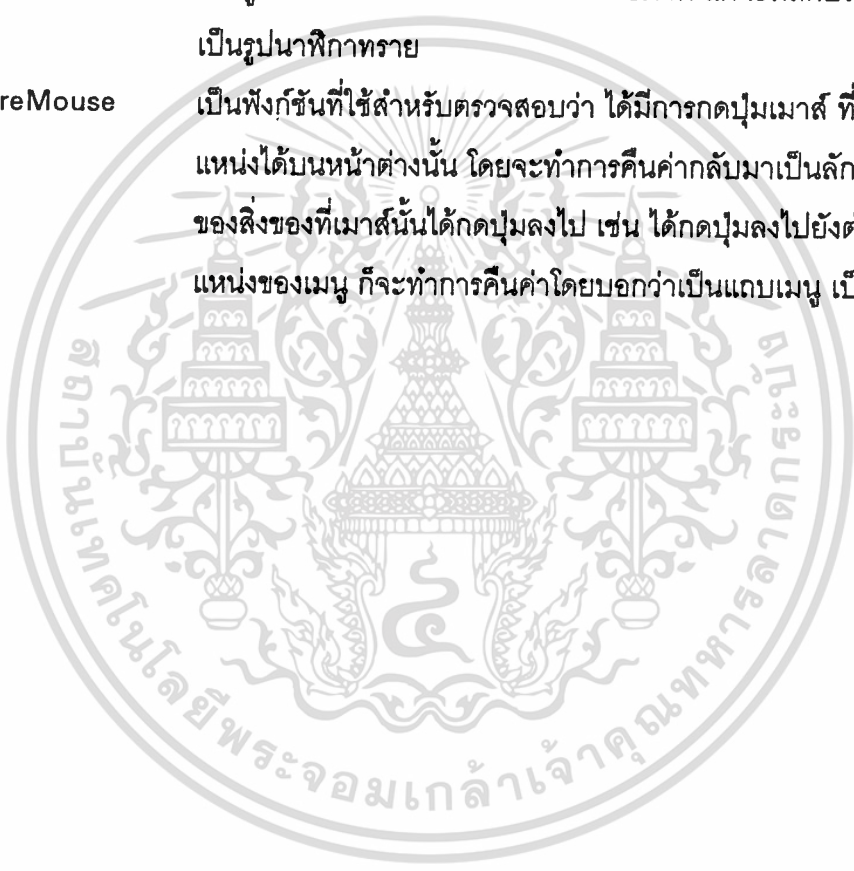 เป็นรูปนาฬิกาทราย
reMouse เป็นฟังก์ชันที่ใช้สำหรับตรวจสอบว่า ได้มีการกดปุ่มเมาส์ ที่
แหน่งใด้บนหน้าต่างนั้น โดยจะทำการคืนค่ากลับมาเป็นลัก
ของสิ่งของที่เมาส์นั้นได้กดปุ่มลงไป เช่น ได้กดปุ่มลงไปยังต
แหน่งของเมนู ก็จะทำการคืนค่าโดยบอกว่าเป็นแถบเมนู เป็
สถาบันเทคโนโลยีพระจอมเกล้าเจ้าคุณทหารลาดกระบัง